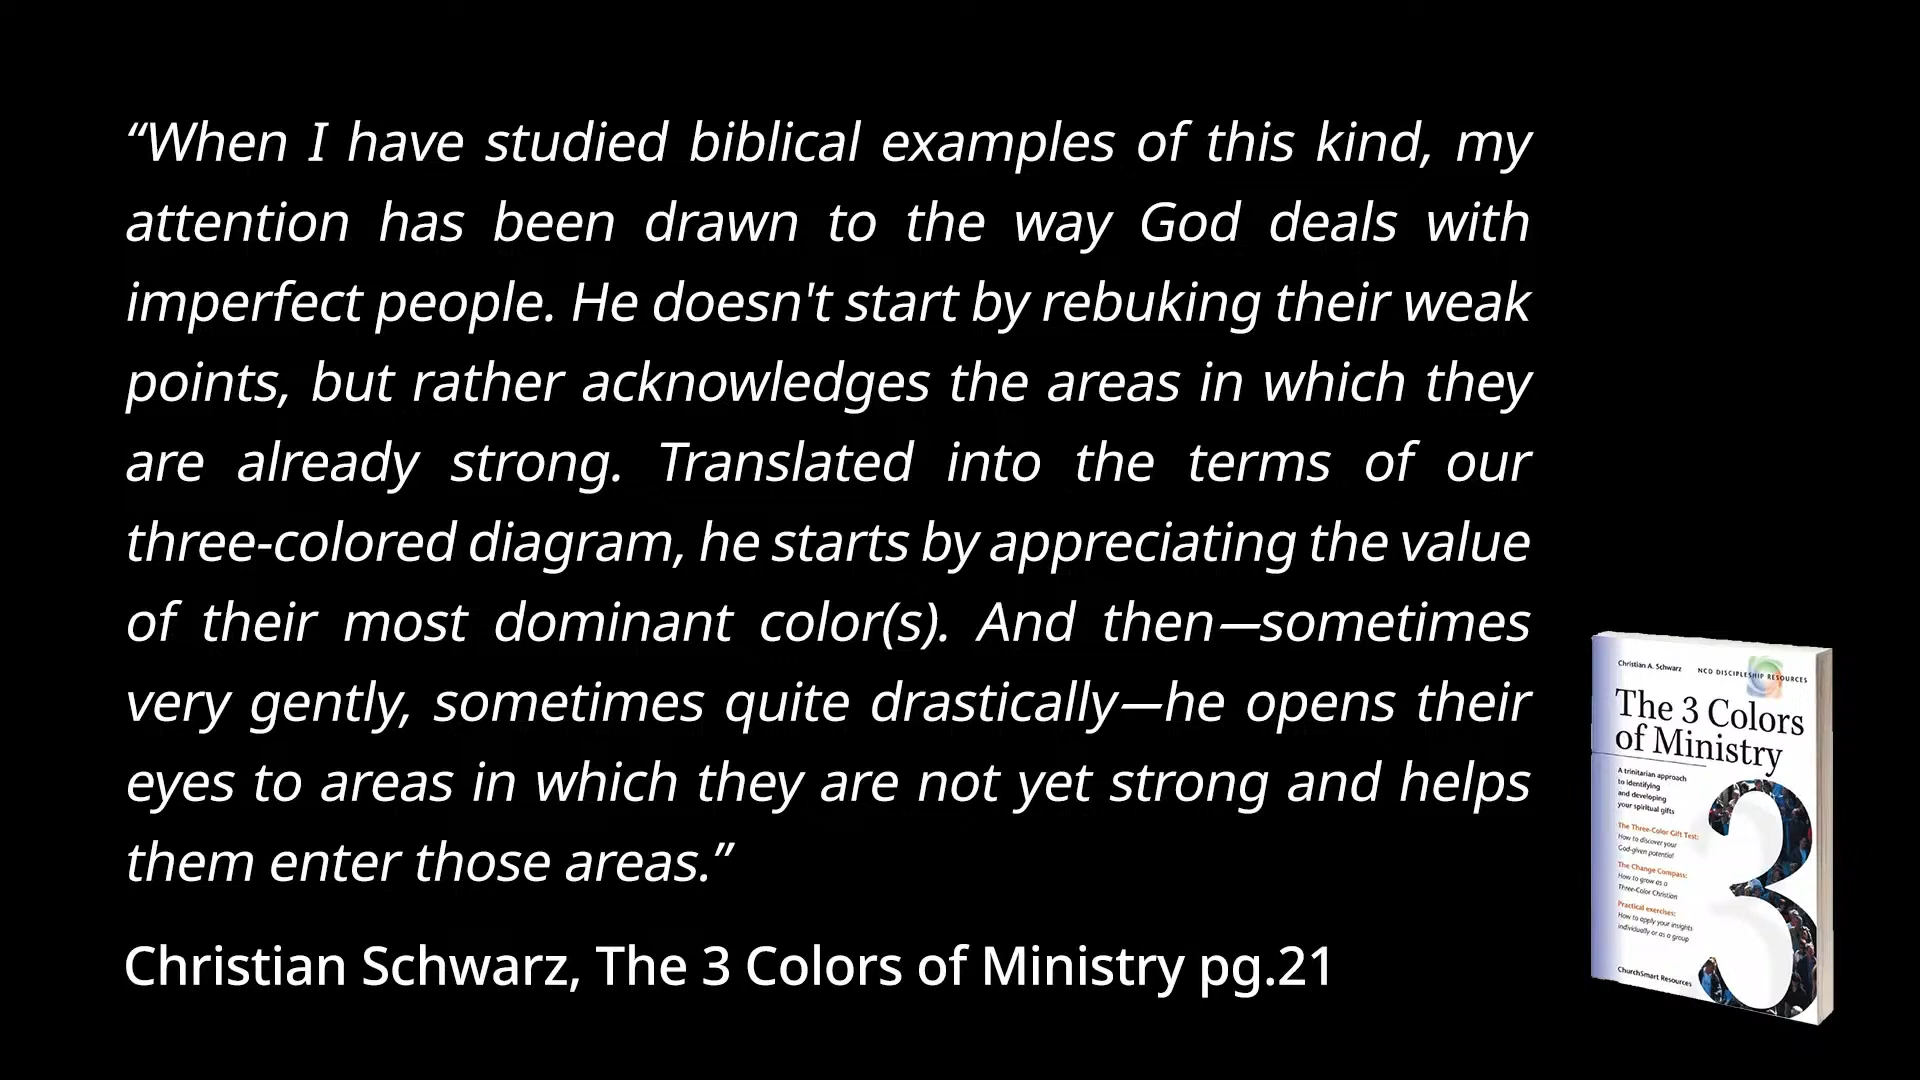 “When I have studied biblical examples of this kind, my
attention has been drawn to the way God deals with
imperfect people. He doesn't start by rebuking their weak
points, but rather acknowledges the areas in which they
are already strong. Translated into the terms of our
three-colored diagram, he starts by appreciating the value
of their most dominant color(s). And then—sometimes
very gently, sometimes quite drastically—he opens their
eyes to areas in which they are not yet strong and helps
them enter those areas.”
Christian Schwarz, The 3 Colors of Ministry pg.21
Christian A. Schwarz
NCD DISCIPLESHIP RESOURCES
The 3 Colors
of Ministry
A trinitarian approach
to identifying
and developing
your spiritual gifts
The Three-Color Gift Test:
How to discover your
God-given potential
The Change Compass:
How to grow as a
Three-Color Christian
Practical exercises:
How to apply your insights
individually or as a group
3
ChurchSmart Resources